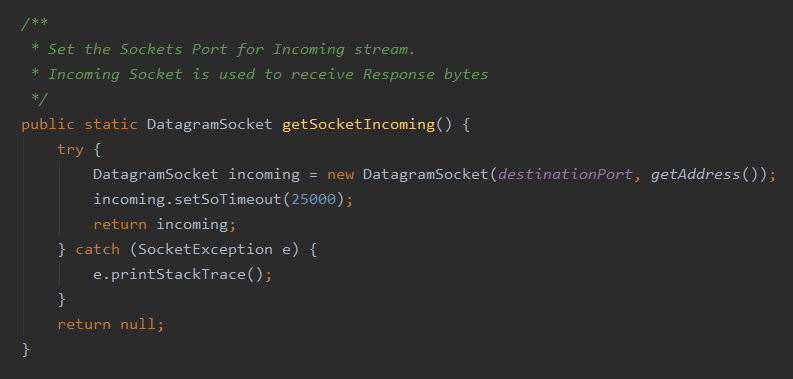 /**
 * Set the Sockets Port for Incoming stream.
 * Incoming Socket is used to receive Response bytes
 */
public static DatagramSocket getSocketIncoming() {
    try {
        DatagramSocket incoming = new DatagramSocket(destinationPort, getAddress());
        incoming.setSoTimeout(25000);
        return incoming;
    } catch (SocketException e) {
        e.printStackTrace();
    }
    return null;
}